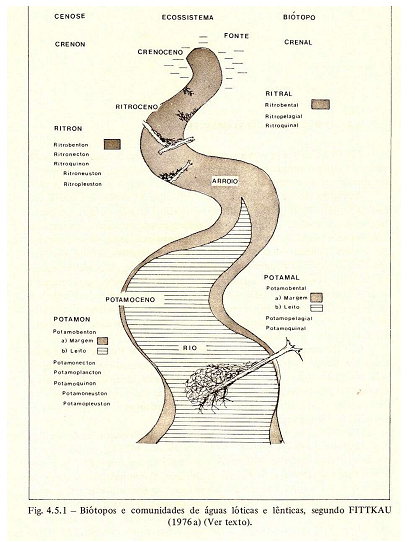 CENOSE ECOSSISTEMA BIÓTOPO
FONTE
CRENON CRENAL
CRENOCENO
RITRAL
RITROCENO Ritrobental
Ritropelagial
RITRON Ritroquinal
Ritrobenton
Ritronecton
Ritroquinon
Ritroneuston
Ritropleuston
ARROIO
POTAMAL
Potamobental
POTAMOCENO a) Margem
b) Leito
POTAMON Potamopelagial
Potamobenton Potamoquinal
a) Margem
b) Leito
RIO
Potamonecton
Potamoplancton
Potamoquinon
Potamoneuston
Potamopleuston
Fig. 4.5.1 – Biótopos e comunidades de águas lóticas e lênticas, segundo FITTKAU
(1976a) (Ver texto).